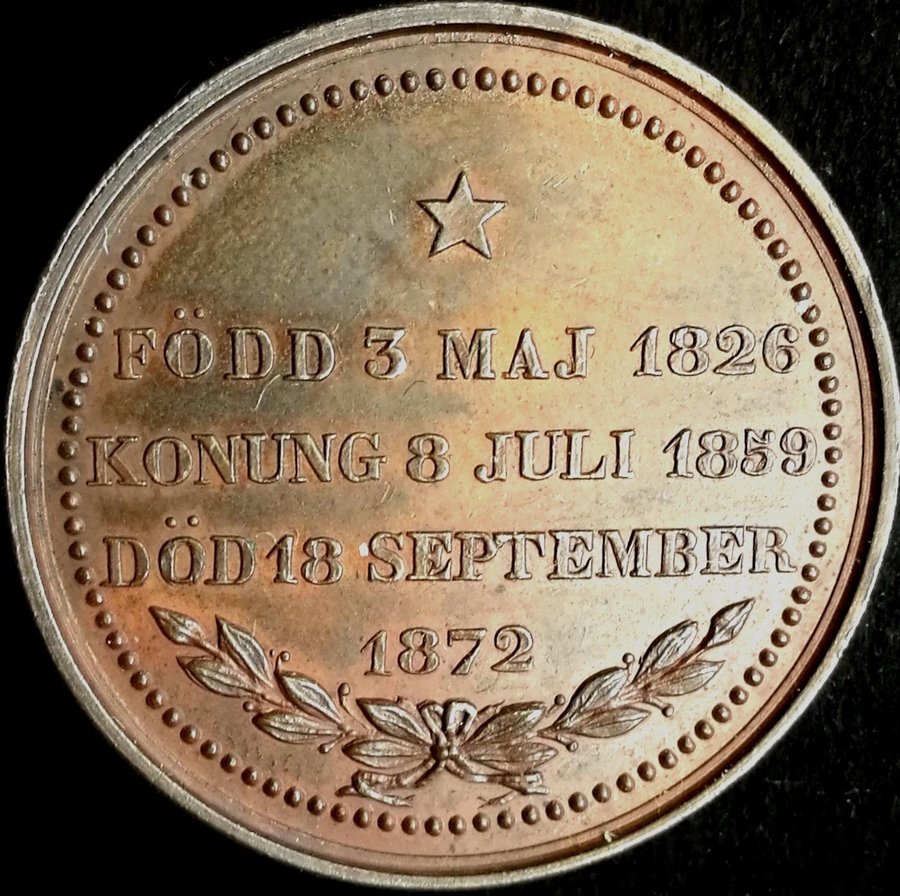 FÖDD 3 MAJ 1826
KONUNG 8 JULI 1859
DÖD 18 SEPTEMBER
1872